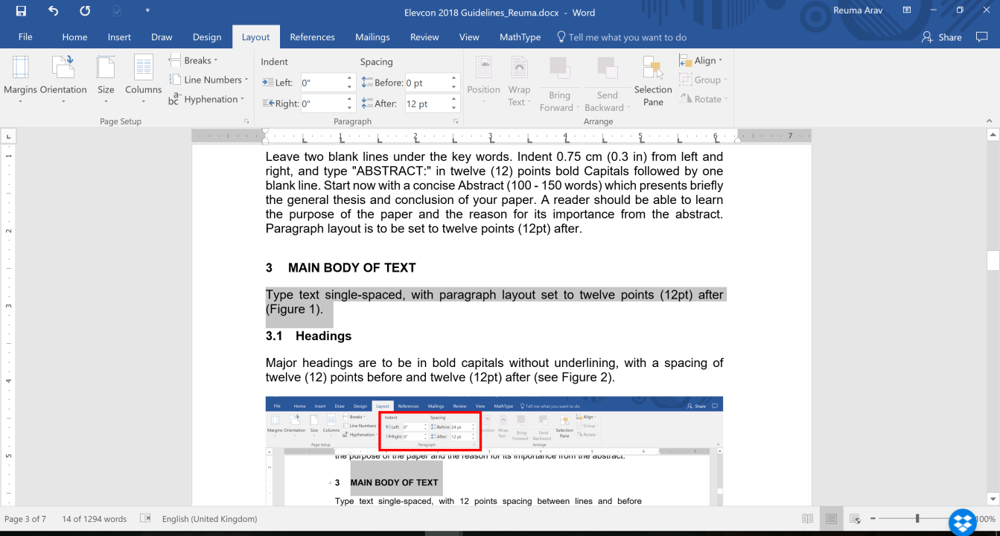 Elevcon 2018 Guidelines_Reuma.docx - Word
Reuma Arav
File Home Insert Draw Design Layout References Mailings Review View MathType Tell me what you want to do Share
Breaks Indent Spacing Align
Line Numbers Left: 0" Before: 0 pt Group
Margins Orientation Size Columns Position Wrap Text Bring Forward Send Backward Selection Pane
Hyphenation Right: 0" After: 12 pt Rotate
Page Setup Paragraph Arrange
1 2 3 4 5 6 7
Leave two blank lines under the key words. Indent 0.75 cm (0.3 in) from left and
right, and type "ABSTRACT:" in twelve (12) points bold Capitals followed by one
blank line. Start now with a concise Abstract (100 - 150 words) which presents briefly
the general thesis and conclusion of your paper. A reader should be able to learn
the purpose of the paper and the reason for its importance from the abstract.
Paragraph layout is to be set to twelve points (12pt) after.
3 MAIN BODY OF TEXT
Type text single-spaced, with paragraph layout set to twelve points (12pt) after
(Figure 1).
3.1 Headings
Major headings are to be in bold capitals without underlining, with a spacing of
twelve (12) points before and twelve (12pt) after (see Figure 2).
File Home Insert Draw Design Layout References Mailings Review View MathType Tell me what you want to do Share
Breaks Indent Spacing Align
Line Numbers Left: 0" Before: 24 pt Group
Margins Orientation Size Columns Wrap Text Bring Forward Send Backward Selection Pane
Hyphenation Right: 0" After: 12 pt Rotate
Page Setup Paragraph Arrange
the purpose of the paper and the reason for its importance from the abstract.
3 MAIN BODY OF TEXT
Type text single-spaced, with 12 points spacing between lines and before
Page 3 of 7 14 of 1294 words English (United Kingdom) 100%